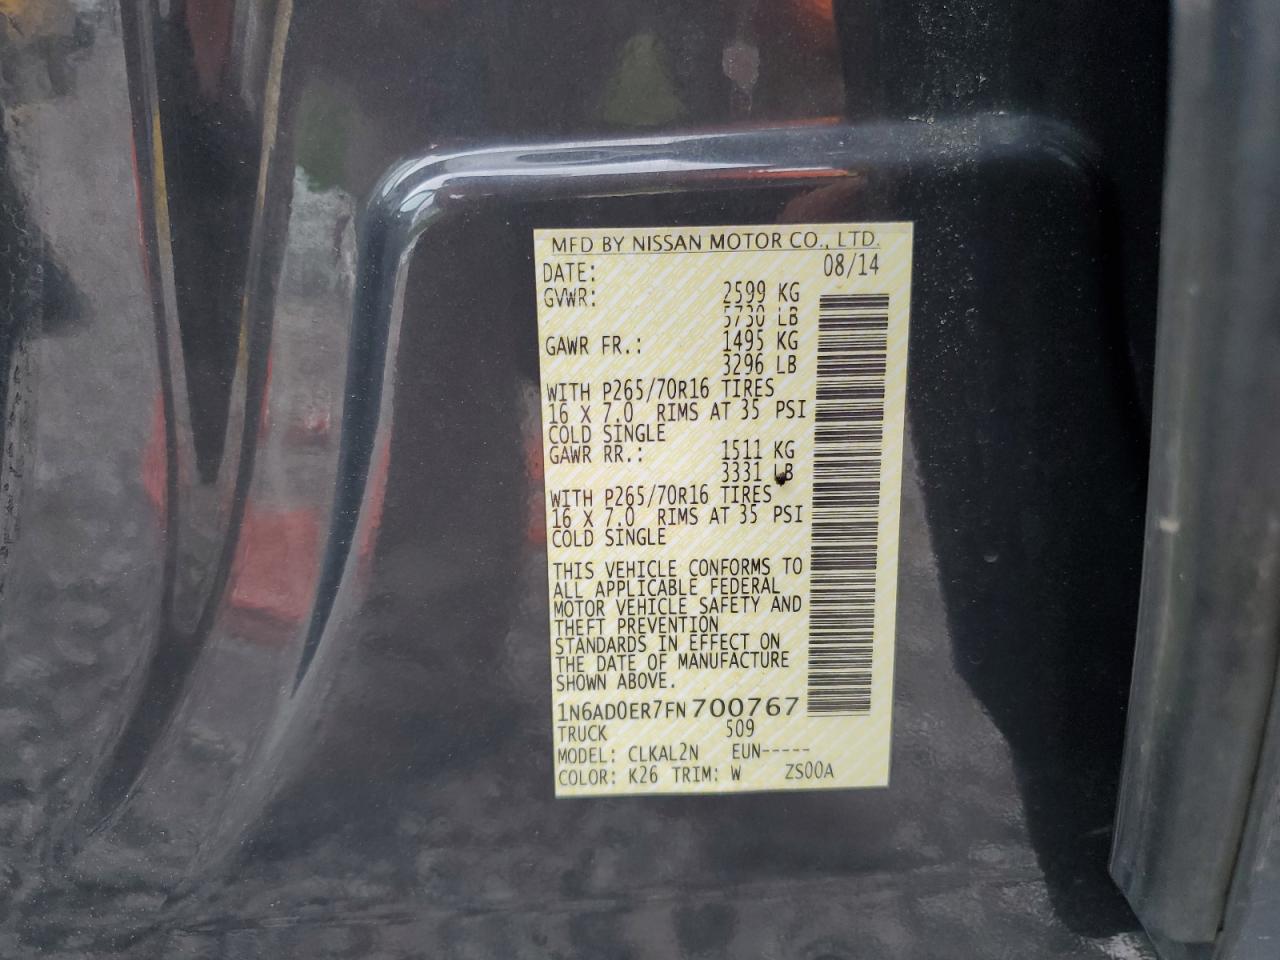 MFD BY NISSAN MOTOR CO., LTD.
DATE: 08/14
GVWR: 2599 KG
5730 LB
GAWR FR.: 1495 KG
3296 LB
WITH P265/70R16 TIRES
16 X 7.0 RIMS AT 35 PSI
COLD SINGLE
GAWR RR.: 1511 KG
3331 LB
WITH P265/70R16 TIRES
16 X 7.0 RIMS AT 35 PSI
COLD SINGLE
THIS VEHICLE CONFORMS TO
ALL APPLICABLE FEDERAL
MOTOR VEHICLE SAFETY AND
THEFT PREVENTION
STANDARDS IN EFFECT ON
THE DATE OF MANUFACTURE
SHOWN ABOVE.
1N6AD0ER7FN700767
TRUCK 509
MODEL: CLKAL2N EUN-----
COLOR: K26 TRIM: W ZS00A